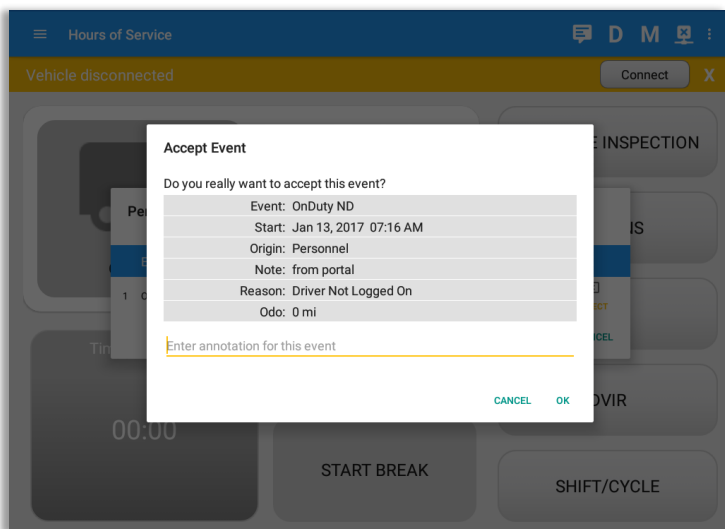 Hours of Service
D M
Vehicle disconnected
Connect X
INSPECTION
Accept Event
Do you really want to accept this event?
Event: OnDuty ND
Start: Jan 13, 2017 07:16 AM
Origin: Personnel
Note: from portal
Reason: Driver Not Logged On
Odo: 0 mi
Enter annotation for this event
CANCEL OK
Pe
1
00:00
START BREAK
DVIR
SHIFT/CYCLE